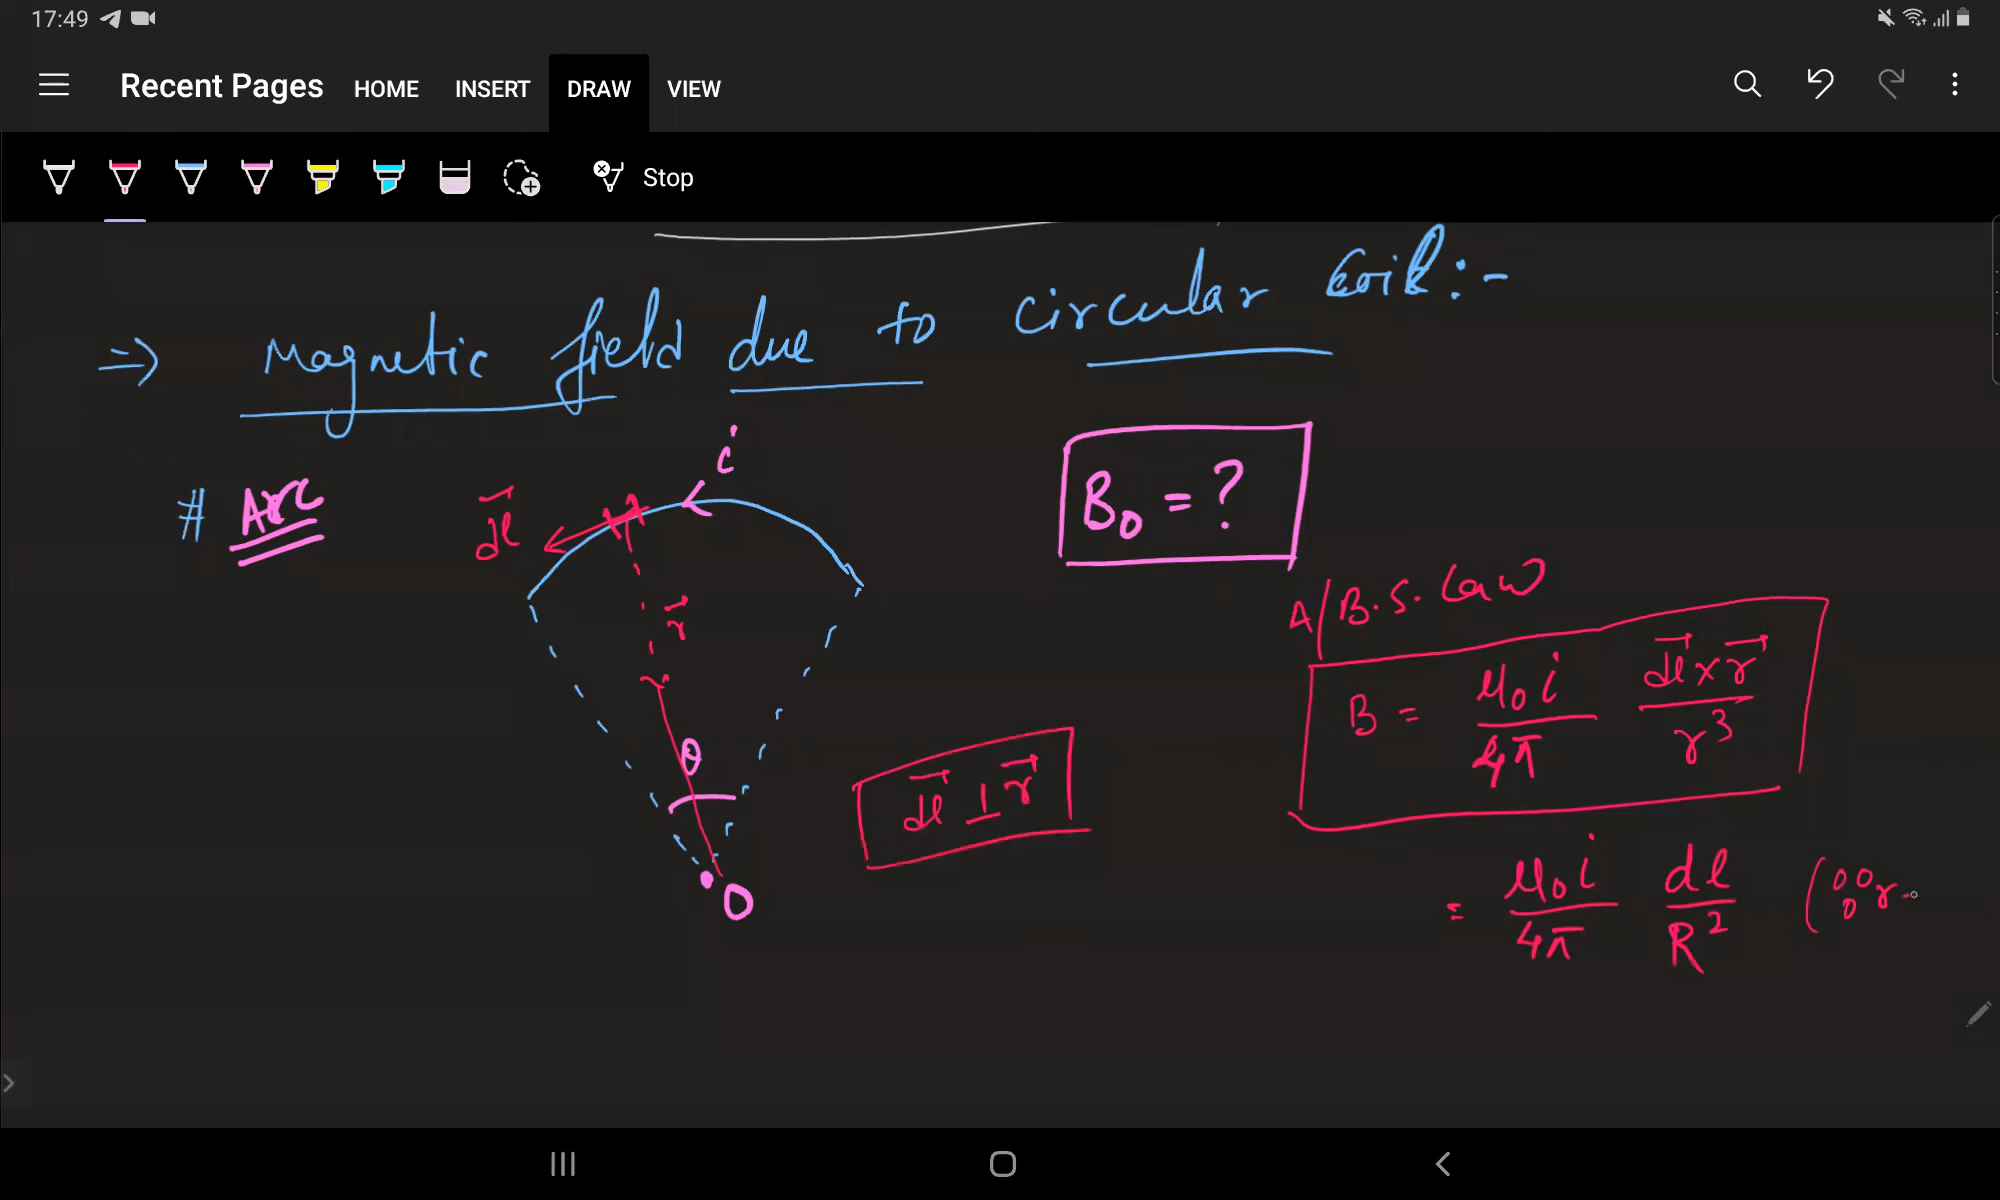 17:49
Recent Pages HOME INSERT DRAW VIEW
Stop
⇒ Magnetic field due to circular Coil:-
# Arc
i
dl⃗
B₀ = ?
r⃗
A/B.S. Law
B = μ₀i/4π dl⃗×r⃗/r³
θ
dl⃗ ⊥ r⃗
= μ₀i/4π dl/R² (∵ r-
O